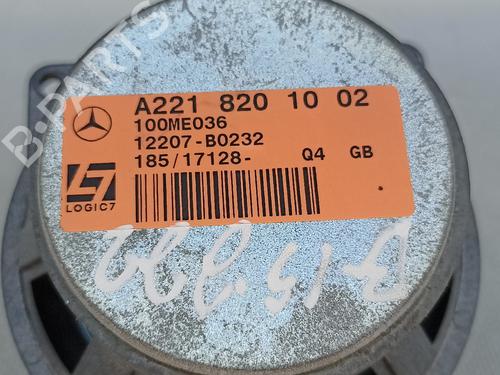 B-PARTS
A221 820 10 02
100ME036
12207-B0232
185/17128- Q4 GB
LOGIC7